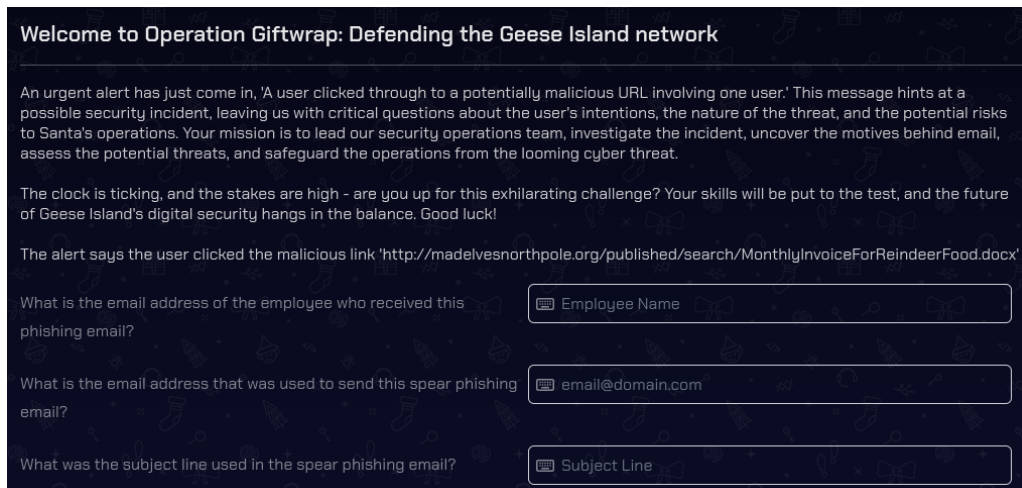 Welcome to Operation Giftwrap: Defending the Geese Island network
An urgent alert has just come in, 'A user clicked through to a potentially malicious URL involving one user.' This message hints at a
possible security incident, leaving us with critical questions about the user's intentions, the nature of the threat, and the potential risks
to Santa's operations. Your mission is to lead our security operations team, investigate the incident, uncover the motives behind email,
assess the potential threats, and safeguard the operations from the looming cyber threat.
The clock is ticking, and the stakes are high - are you up for this exhilarating challenge? Your skills will be put to the test, and the future
of Geese Island's digital security hangs in the balance. Good luck!
The alert says the user clicked the malicious link 'http://madelvesnorthpole.org/published/search/MonthlyInvoiceForReindeerFood.docx'
What is the email address of the employee who received this
phishing email?
Employee Name
What is the email address that was used to send this spear phishing
email?
email@domain.com
What was the subject line used in the spear phishing email?
Subject Line